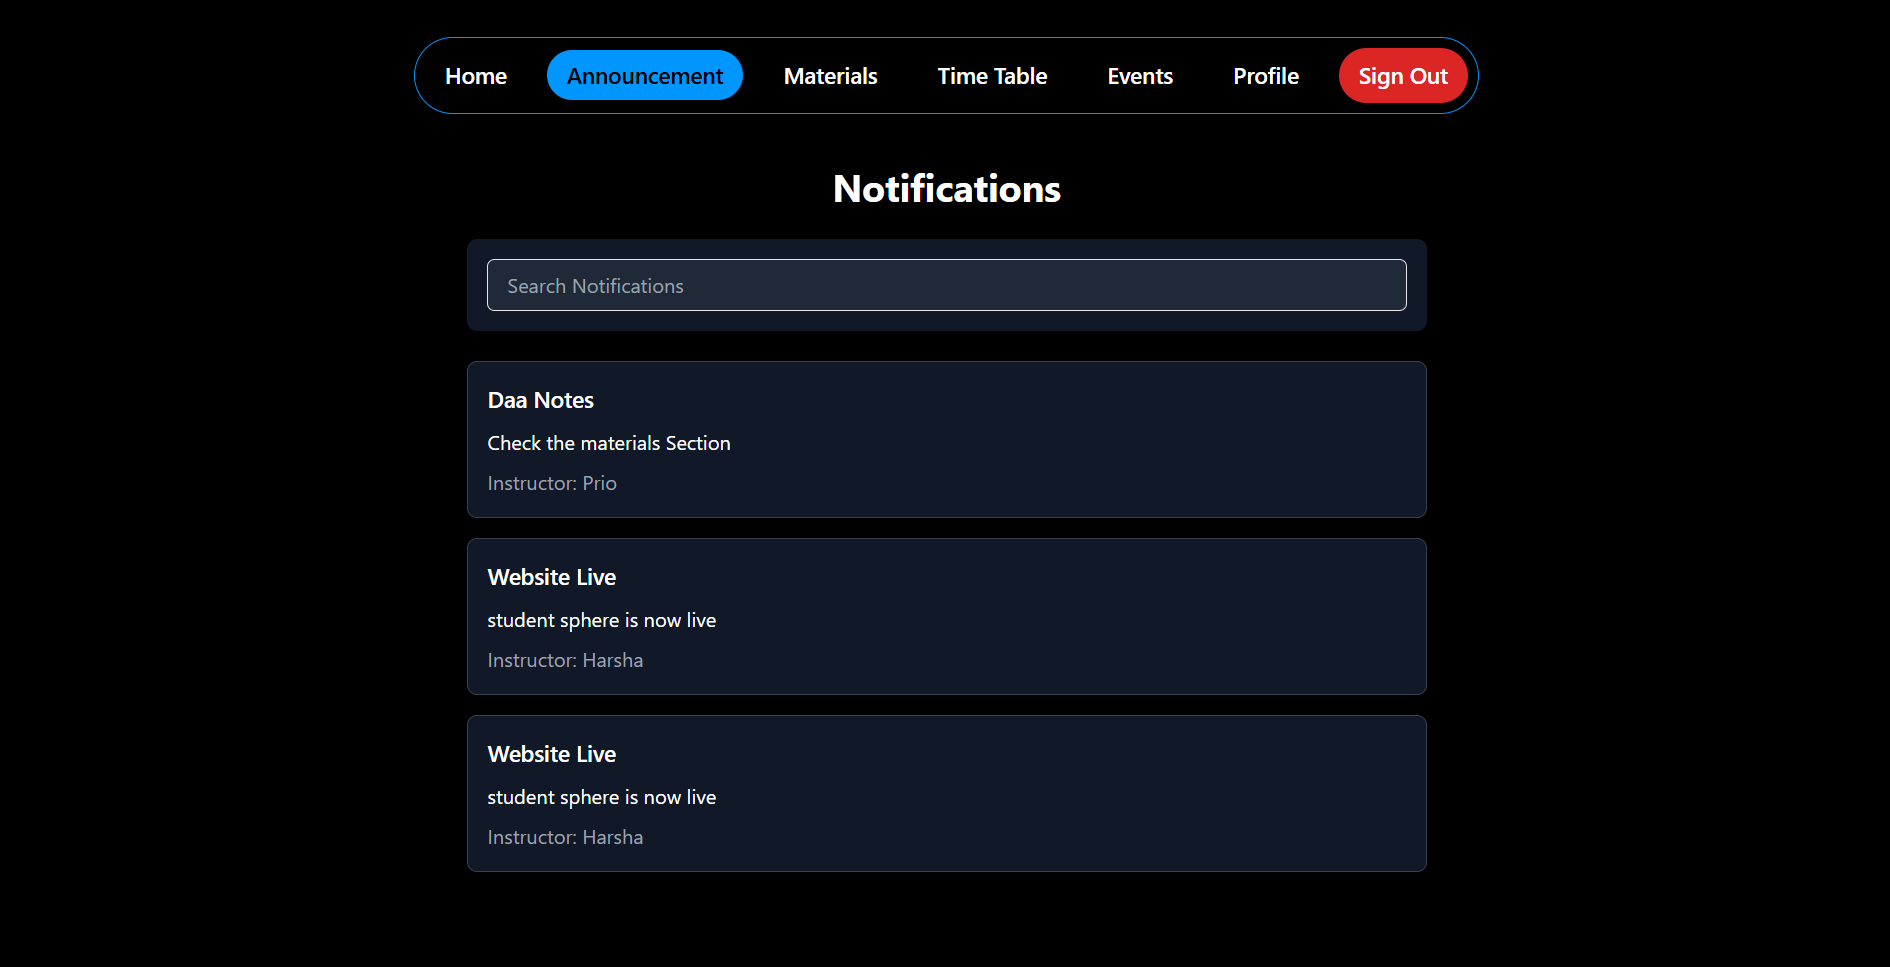 Home Announcement Materials Time Table Events Profile Sign Out
Notifications
Search Notifications
Daa Notes
Check the materials Section
Instructor: Prio
Website Live
student sphere is now live
Instructor: Harsha
Website Live
student sphere is now live
Instructor: Harsha